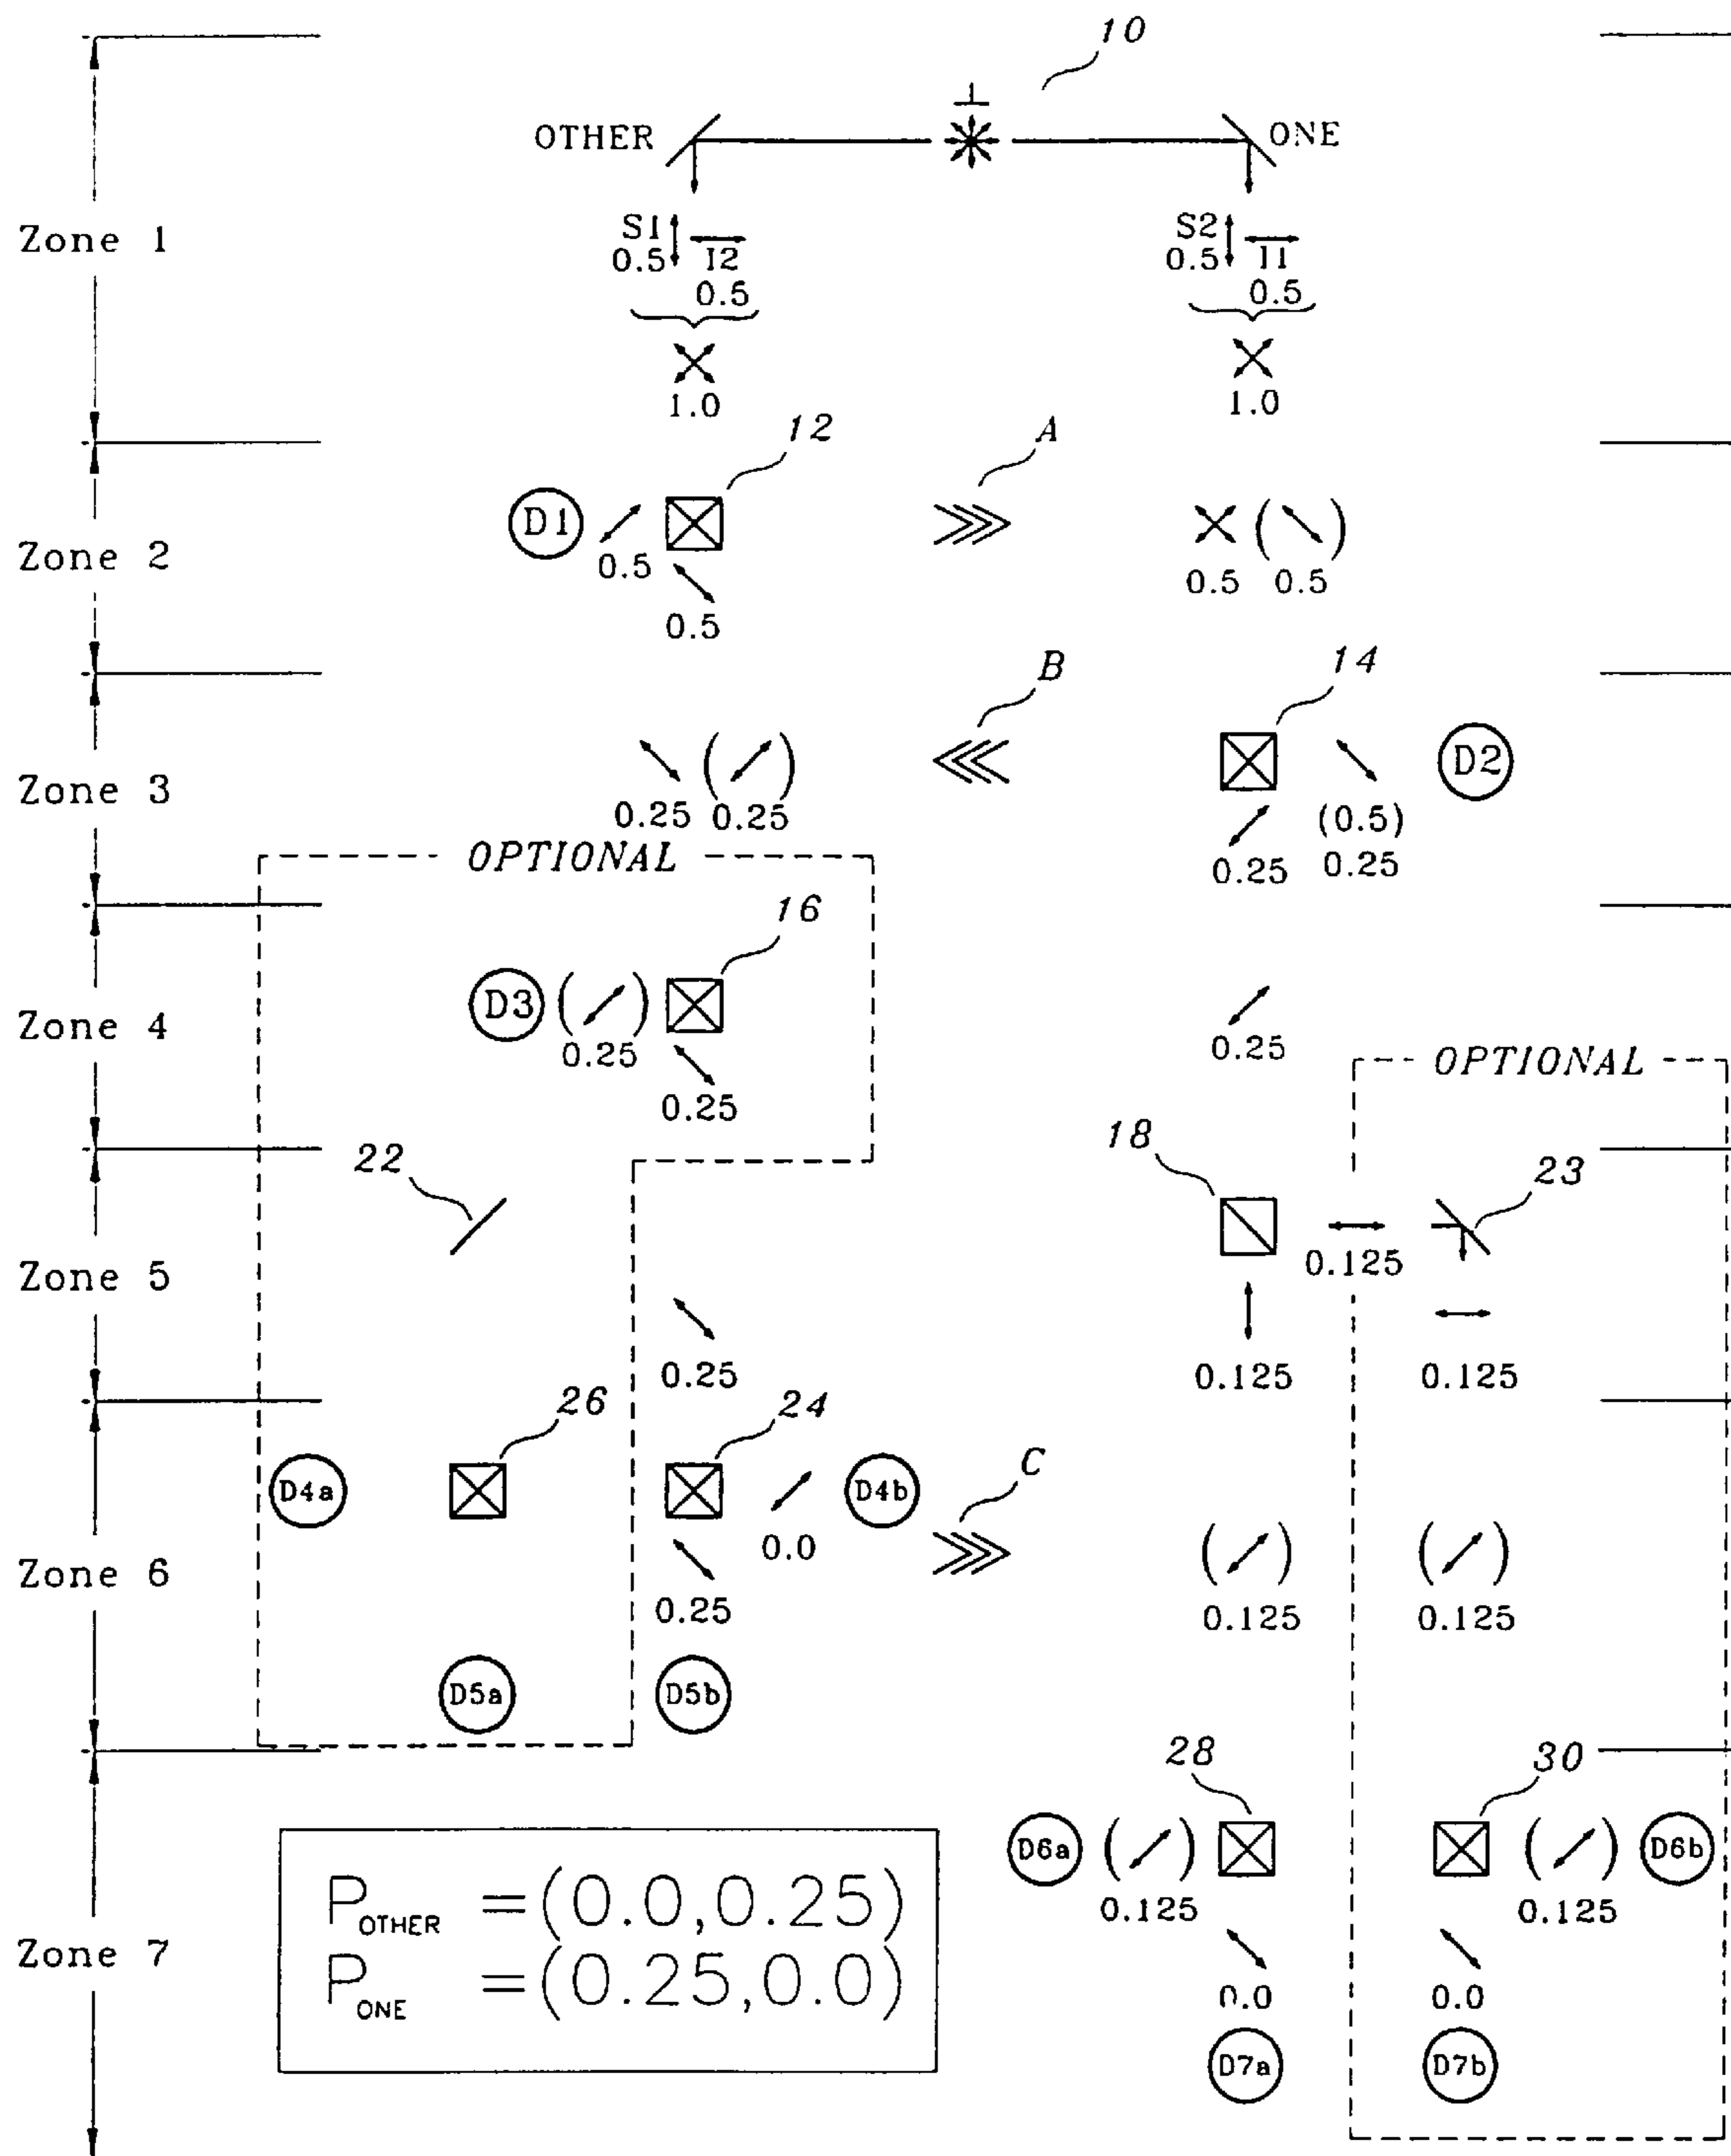 10
OTHER
ONE
Zone 1
S1
0.5
I2
0.5
S2
0.5
I1
0.5
1.0
1.0
12
A
Zone 2
D1
0.5
0.5
0.5
0.5
B
14
Zone 3
D2
0.25
0.25
0.25
(0.5)
0.25
OPTIONAL
16
Zone 4
D3
0.25
0.25
0.25
OPTIONAL
22
18
23
Zone 5
0.125
0.25
0.125
0.125
26
24
C
Zone 6
D4a
D4b
0.0
0.25
0.125
0.125
D5a
D5b
28
30
Zone 7
D6a
0.125
D6b
0.125
0.0
0.0
D7a
D7b
P OTHER =(0.0,0.25)
P ONE =(0.25,0.0)